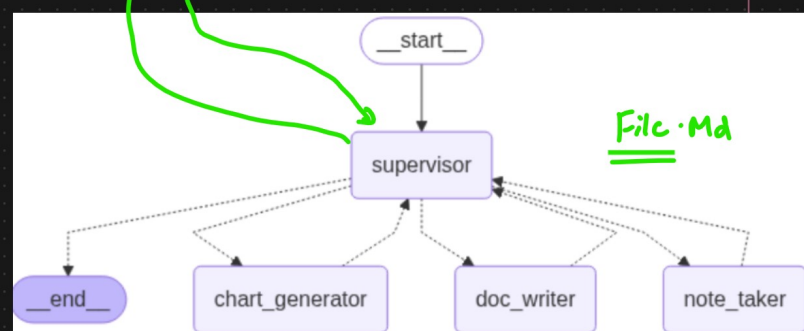 __start__
File.Md
supervisor
__end__
chart_generator
doc_writer
note_taker